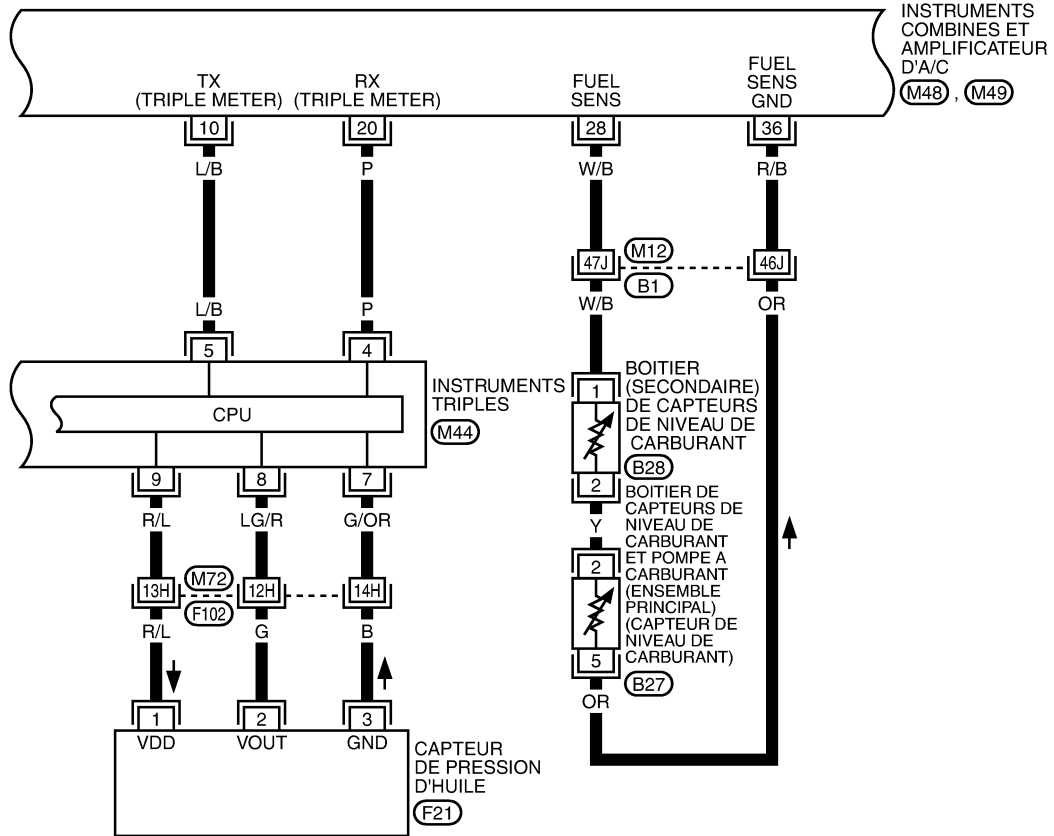 INSTRUMENTS
COMBINES ET
AMPLIFICATEUR
D'A/C
M48 , M49
TX
(TRIPLE METER)
RX
(TRIPLE METER)
FUEL
SENS
FUEL
SENS
GND
10
20
28
36
L/B
P
W/B
R/B
47J
M12
B1
46J
L/B
P
W/B
OR
5
4
CPU
INSTRUMENTS
TRIPLES
M44
1
BOITIER
(SECONDAIRE)
DE CAPTEURS
DE NIVEAU DE
CARBURANT
B28
2
9
8
7
R/L
LG/R
G/OR
Y
BOITIER DE
CAPTEURS DE
NIVEAU DE
CARBURANT
ET POMPE A
CARBURANT
(ENSEMBLE
PRINCIPAL)
(CAPTEUR DE
NIVEAU DE
CARBURANT)
B27
2
5
OR
13H
M72
F102
12H
14H
R/L
G
B
1
2
3
VDD
VOUT
GND
CAPTEUR
DE PRESSION
D'HUILE
F21